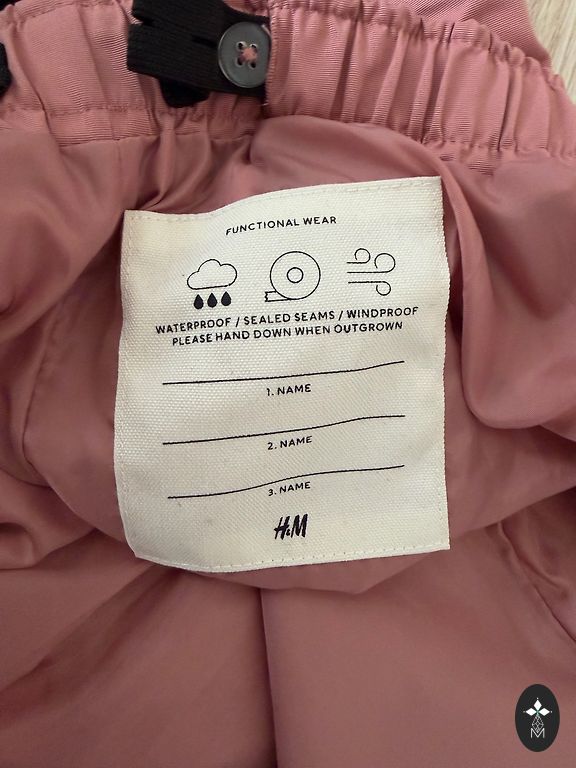 FUNCTIONAL WEAR
WATERPROOF / SEALED SEAMS / WINDPROOF
PLEASE HAND DOWN WHEN OUTGROWN
1. NAME
2. NAME
3. NAME
H&M
M